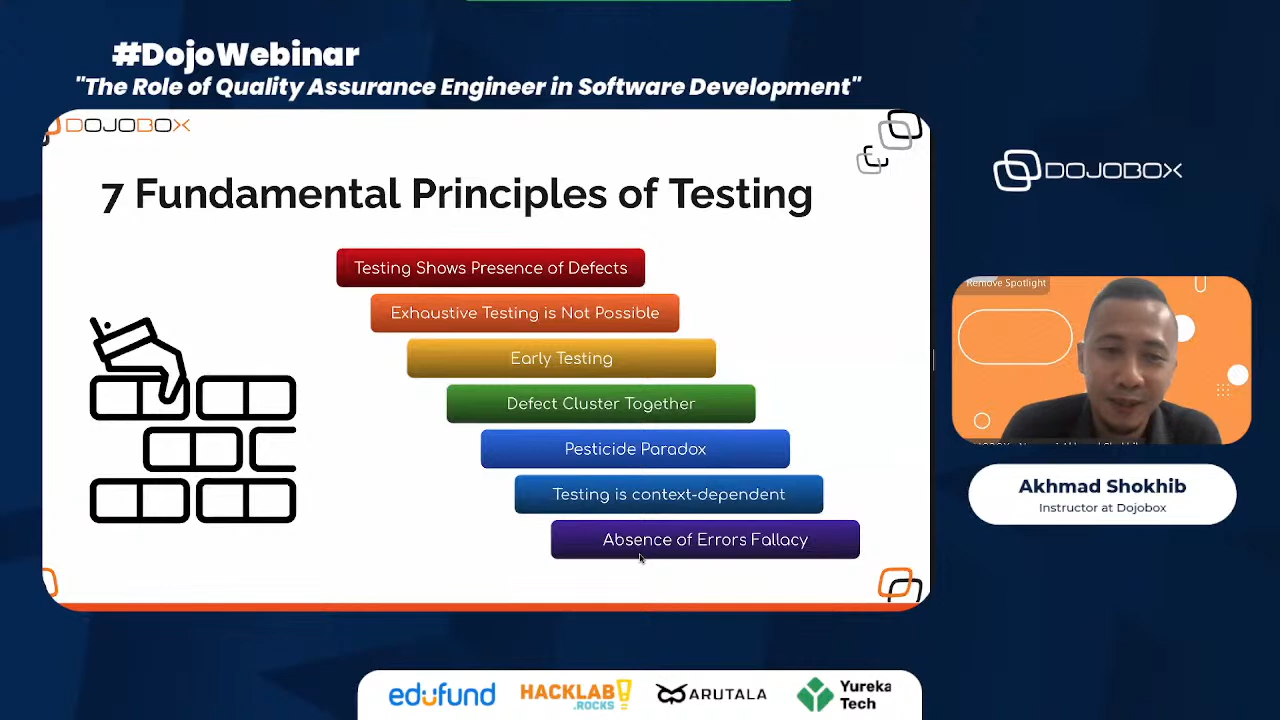 #DojoWebinar
"The Role of Quality Assurance Engineer in Software Development"
DOJOBOX
7 Fundamental Principles of Testing
Testing Shows Presence of Defects
Exhaustive Testing is Not Possible
Early Testing
Defect Cluster Together
Pesticide Paradox
Testing is context-dependent
Absence of Errors Fallacy
DOJOBOX
Remove Spotlight
Akhmad Shokhib
Instructor at Dojobox
edufund
HACKLAB!
.ROCKS
ARUTALA
Yureka
Tech